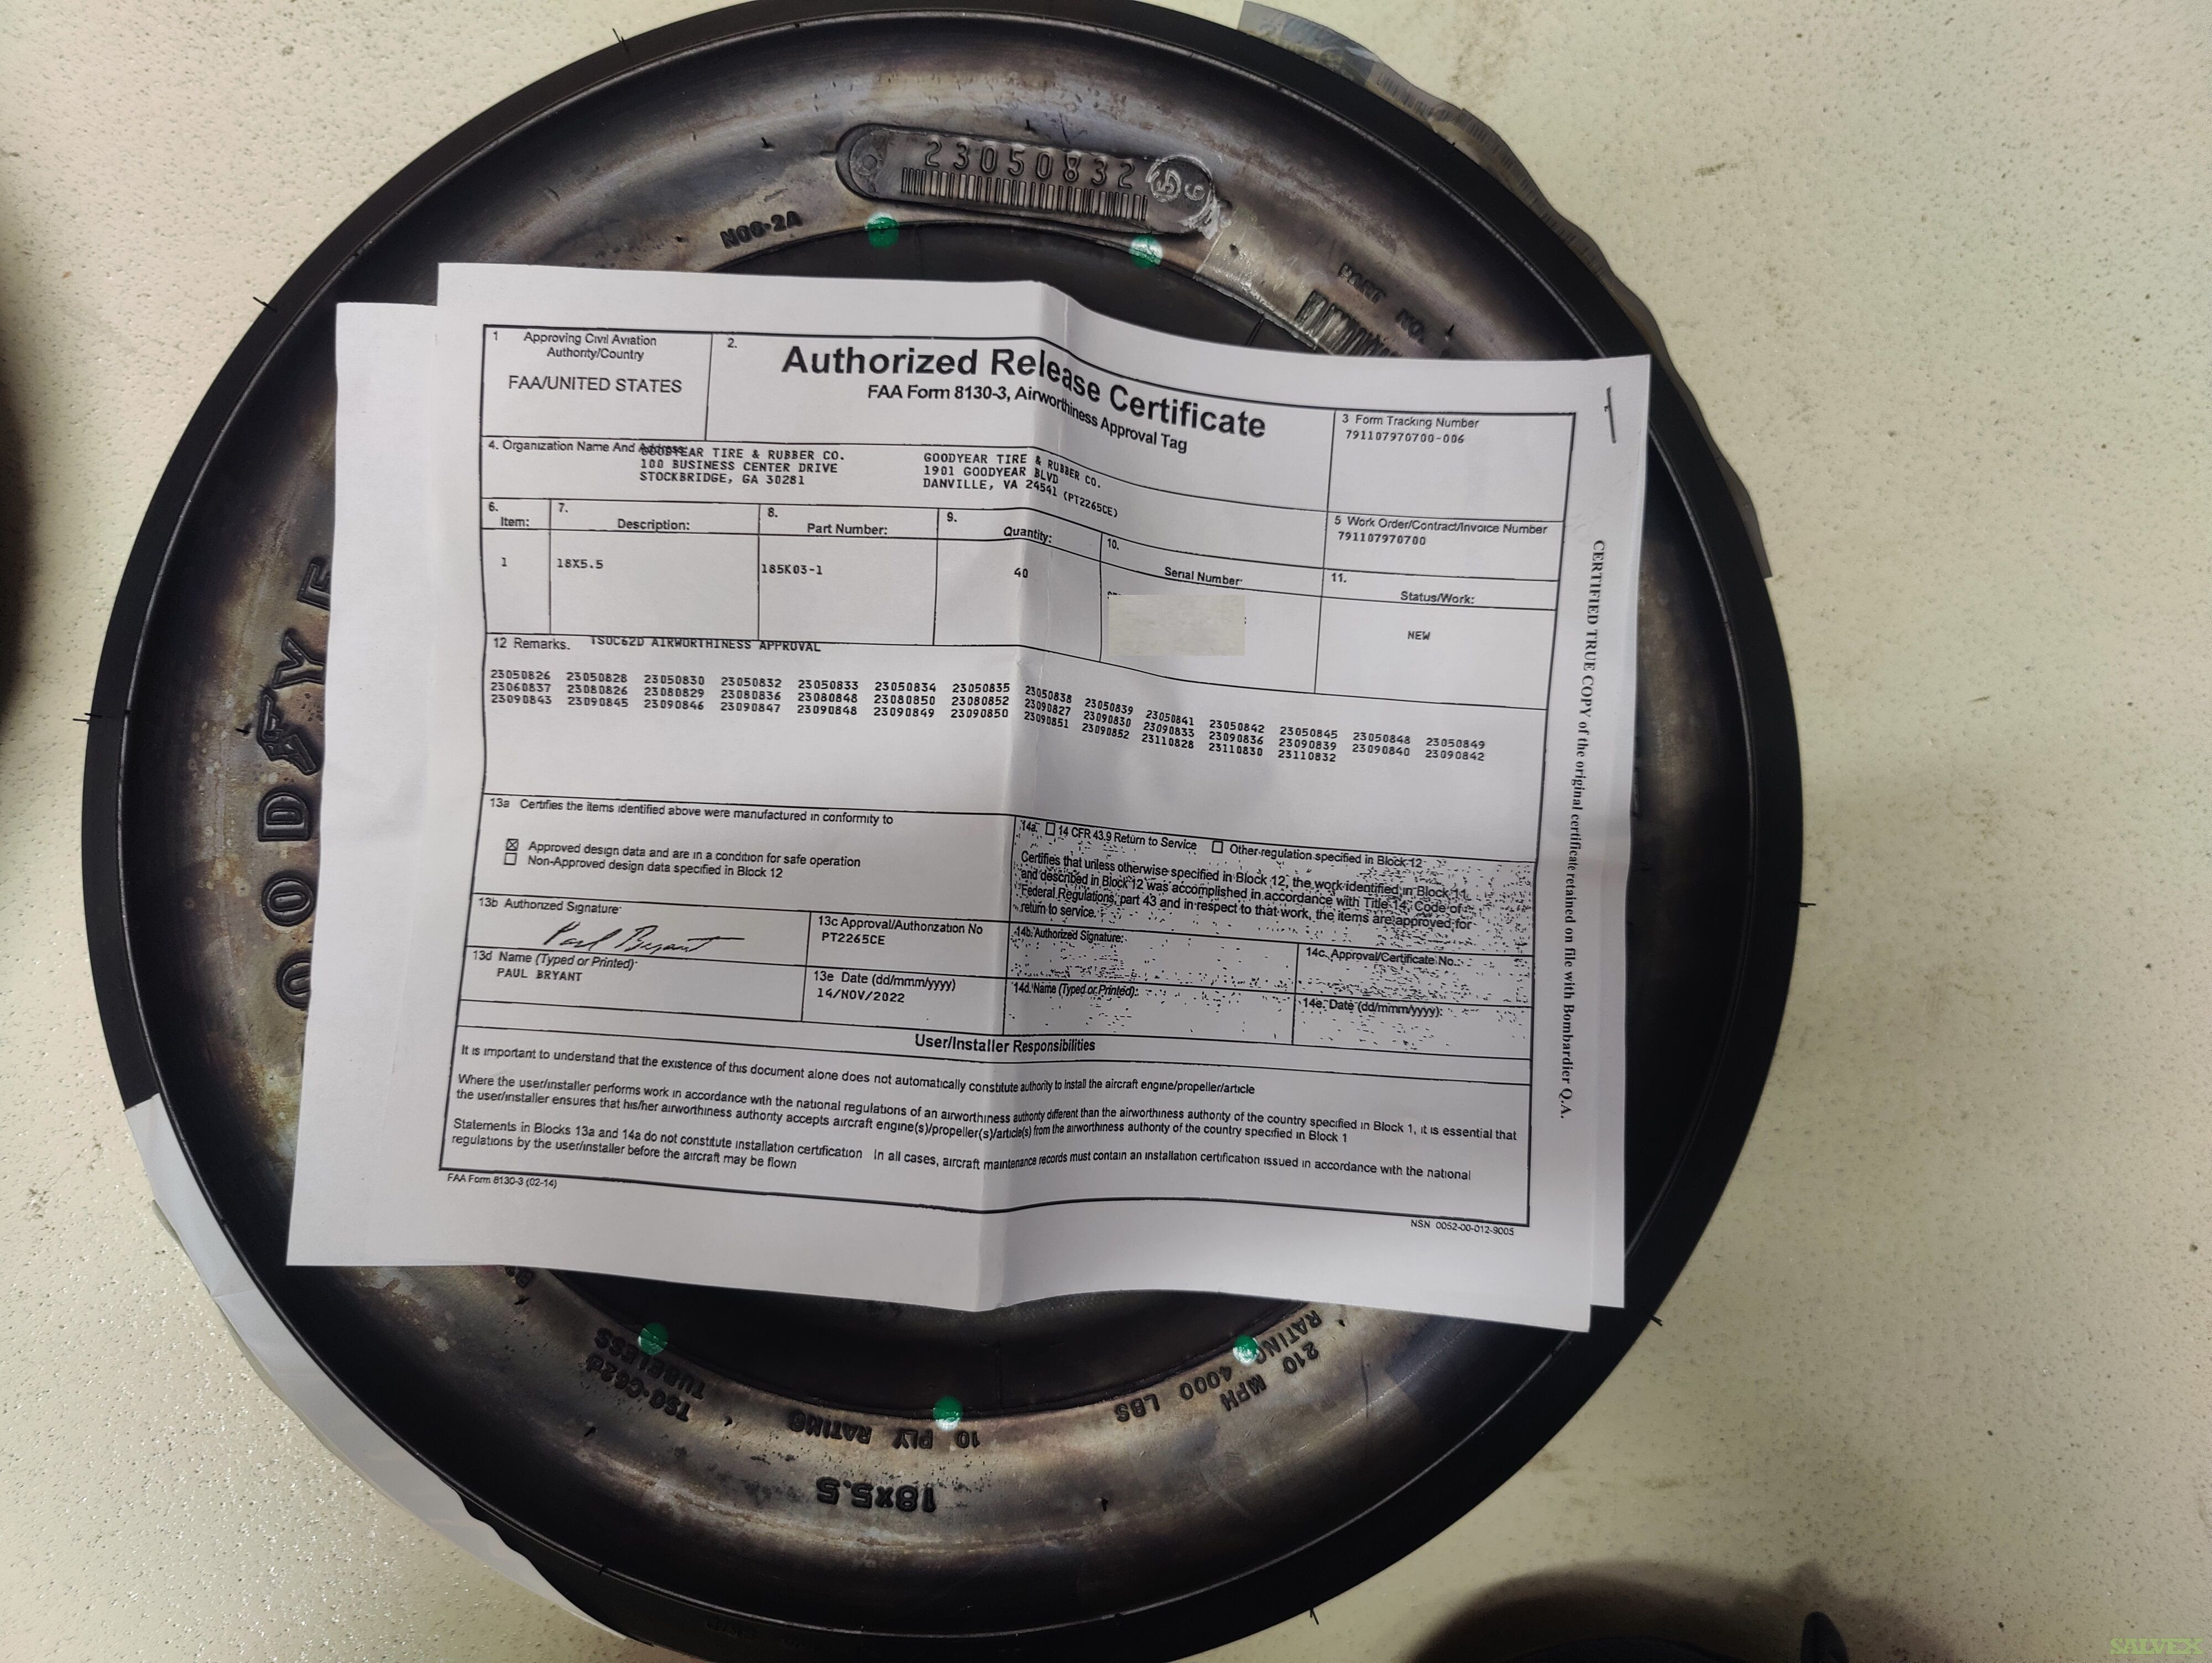 23050832
N06-2A
PART NO.
1 Approving Civil Aviation
Authority/Country
FAA/UNITED STATES
2.
Authorized Release Certificate
FAA Form 8130-3, Airworthiness Approval Tag
3 Form Tracking Number
791107970700-006
4. Organization Name And Address
GOODYEAR TIRE & RUBBER CO.
100 BUSINESS CENTER DRIVE
STOCKBRIDGE, GA 30281
GOODYEAR TIRE & RUBBER CO.
1901 GOODYEAR BLVD
DANVILLE, VA 24541 (PT2265CE)
5 Work Order/Contract/Invoice Number
791107970700
6. Item:
7. Description:
8. Part Number:
9. Quantity:
10. Serial Number:
11. Status/Work:
1 18X5.5 185K03-1 40 NEW
12 Remarks. TSOC62D AIRWORTHINESS APPROVAL
23050826 23050828 23050830 23050832 23050833 23050834 23050835 23050838 23050839 23050841 23050842 23050845 23050848 23050849
23060837 23080826 23080829 23080836 23080848 23080850 23080852 23090827 23090830 23090833 23090836 23090839 23090840 23090842
23090843 23090845 23090846 23090847 23090848 23090849 23090850 23090851 23090852 23110828 23110830 23110832
13a Certifies the items identified above were manufactured in conformity to
Approved design data and are in a condition for safe operation
Non-Approved design data specified in Block 12
14a. 14 CFR 43.9 Return to Service Other regulation specified in Block 12
Certifies that unless otherwise specified in Block 12, the work identified in Block 11
and described in Block 12 was accomplished in accordance with Title 14, Code of
Federal Regulations, part 43 and in respect to that work, the items are approved for
return to service.
13b Authorized Signature
Paul Bryant
13c Approval/Authorization No
PT2265CE
14b. Authorized Signature:
14c. Approval/Certificate No.:
13d Name (Typed or Printed)
PAUL BRYANT
13e Date (dd/mmm/yyyy)
14/NOV/2022
14d. Name (Typed or Printed):
14e. Date (dd/mmm/yyyy):
User/Installer Responsibilities
It is important to understand that the existence of this document alone does not automatically constitute authority to install the aircraft engine/propeller/article
Where the user/installer performs work in accordance with the national regulations of an airworthiness authority different than the airworthiness authority of the country specified in Block 1, it is essential that
the user/installer ensures that his/her airworthiness authority accepts aircraft engine(s)/propeller(s)/article(s) from the airworthiness authority of the country specified in Block 1
Statements in Blocks 13a and 14a do not constitute installation certification In all cases, aircraft maintenance records must contain an installation certification issued in accordance with the national
regulations by the user/installer before the aircraft may be flown
FAA Form 8130-3 (02-14)
NSN 0052-00-012-9005
CERTIFIED TRUE COPY of the original certificate retained on file with Bombardier Q.A.
TSO-C62d
TUBELESS
10 PLY RATING
210 MPH
RATING 4000 LBS
18x5.5
SALVEX